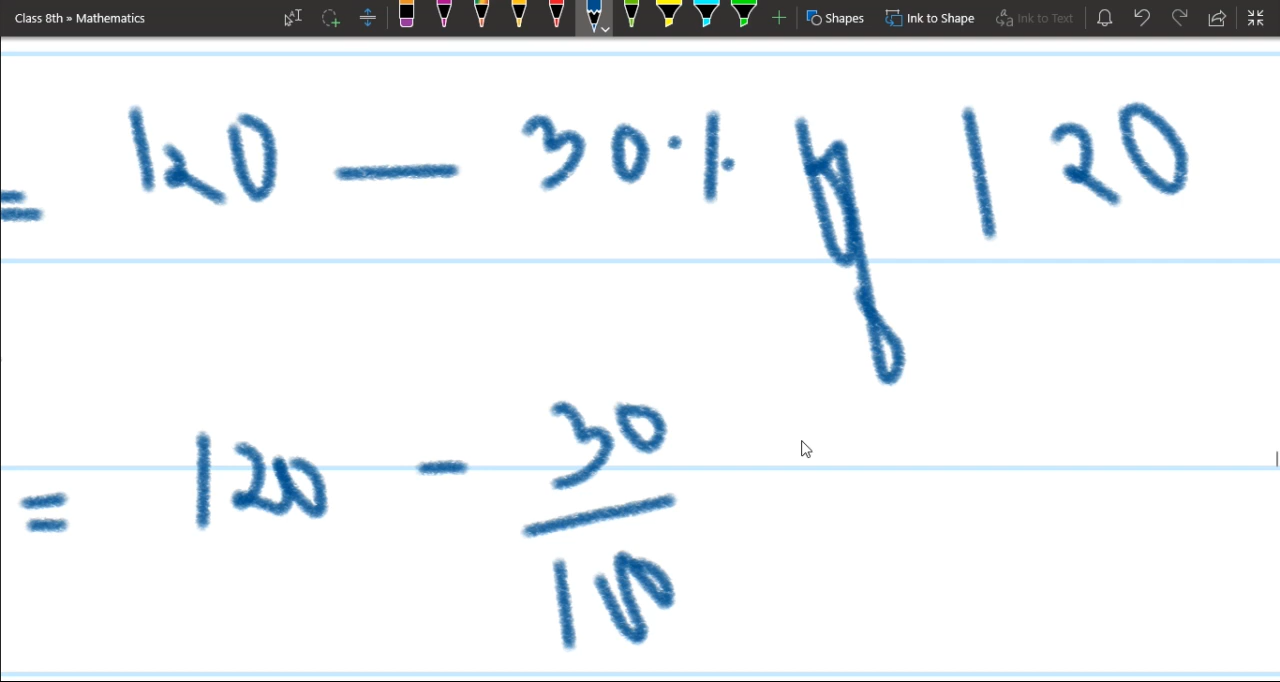 Class 8th » Mathematics Shapes Ink to Shape Ink to Text
= 120 - 30% of 120
= 120 - 30/100